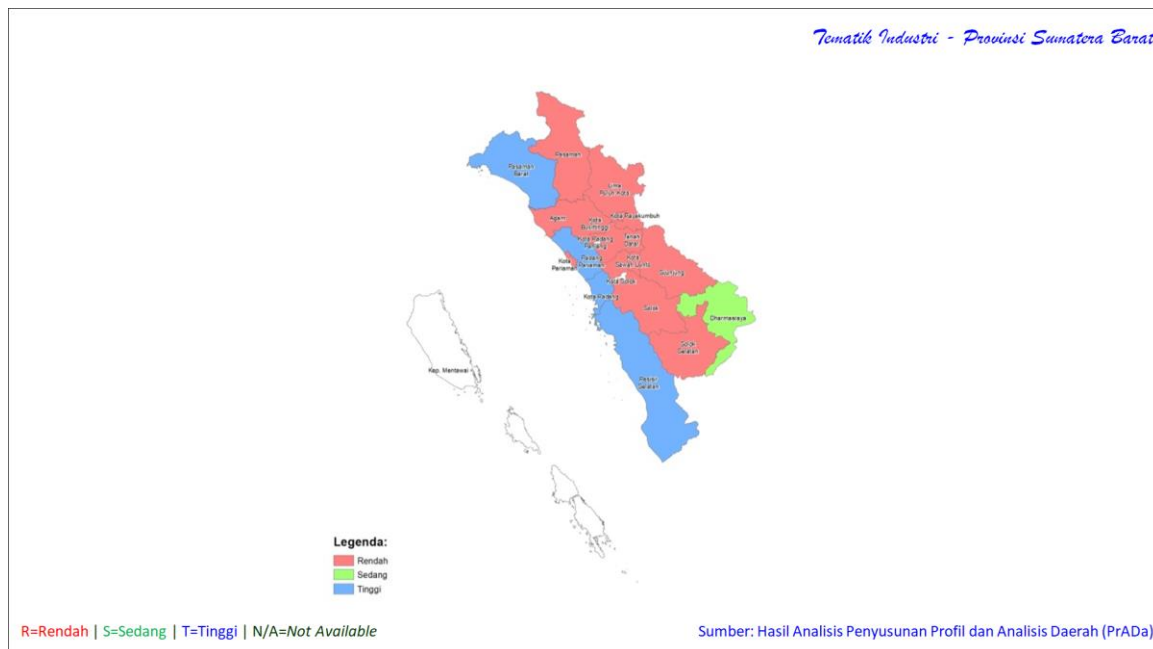 Tematik Industri - Provinsi Sumatera Barat
Pasaman
Pasaman
Barat
Lima
Puluh Kota
Agam
Kota
Bukittinggi
Kota Payakumbuh
Kota Padang
Panjang
Tanah
Datar
Padang
Pariaman
Kota
Sawah Lunto
Kota
Pariaman
Sijunjung
Kota Solok
Kota Padang
Solok
Dharmasraya
Solok
Selatan
Kep. Mentawai
Pesisir
Selatan
Legenda:
Rendah
Sedang
Tinggi
R=Rendah | S=Sedang | T=Tinggi | N/A=Not Available
Sumber: Hasil Analisis Penyusunan Profil dan Analisis Daerah (PrADa)